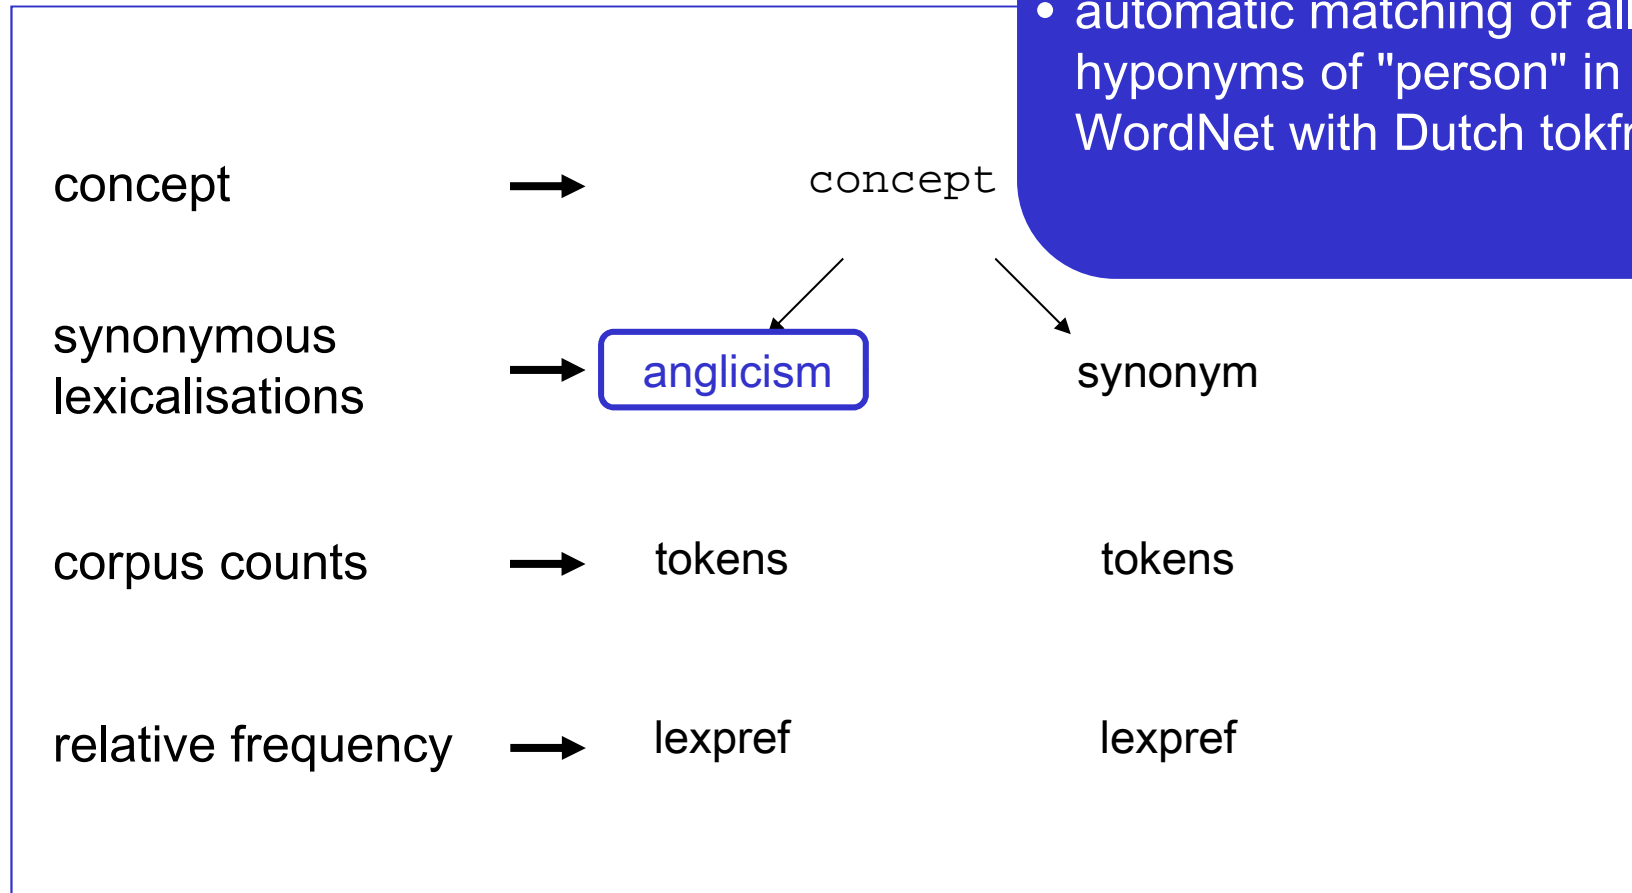 • automatic matching of all
hyponyms of "person" in
WordNet with Dutch
concept
concept
synonymous
lexicalisations
anglicism
synonym
corpus counts
tokens
tokens
relative frequency
lexpref
lexpref